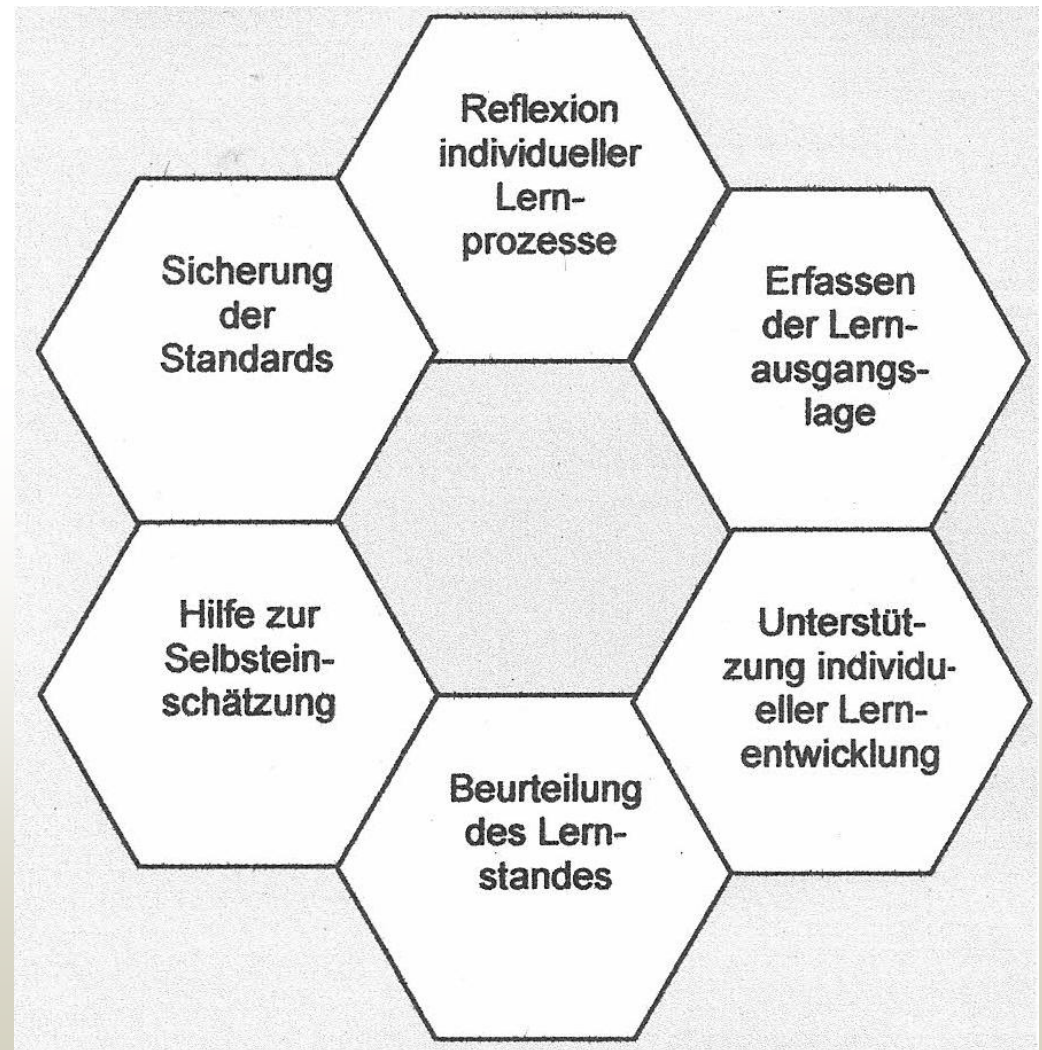 Reflexion
individueller
Lern-
prozesse
Erfassen
der Lern-
ausgangs-
lage
Unterstüt-
zung individu-
eller Lern-
entwicklung
Beurteilung
des Lern-
standes
Hilfe zur
Selbstein-
schätzung
Sicherung
der
Standards